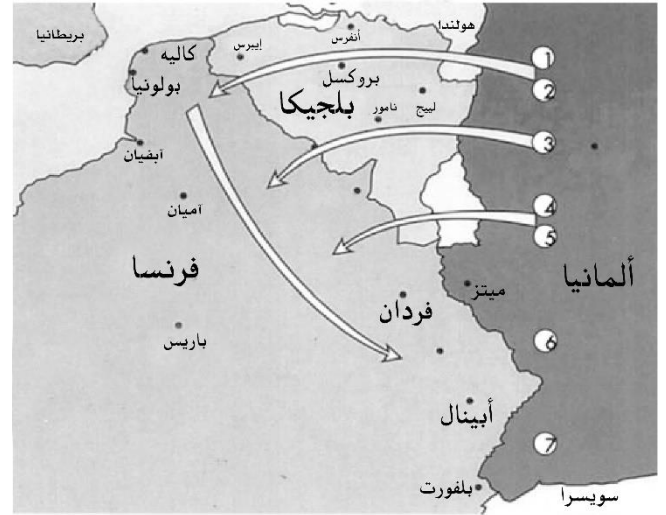 هولندا
بريطانيا
أنفرس
إيبرس
كاليه
1
بروكسل
بولونيا
2
بلجيكا
لييج
نامور
3
آبفيان
4
آميان
5
فرنسا
ألمانيا
ميتز
فردان
باريس
6
أبينال
7
بلفورت
سويسرا